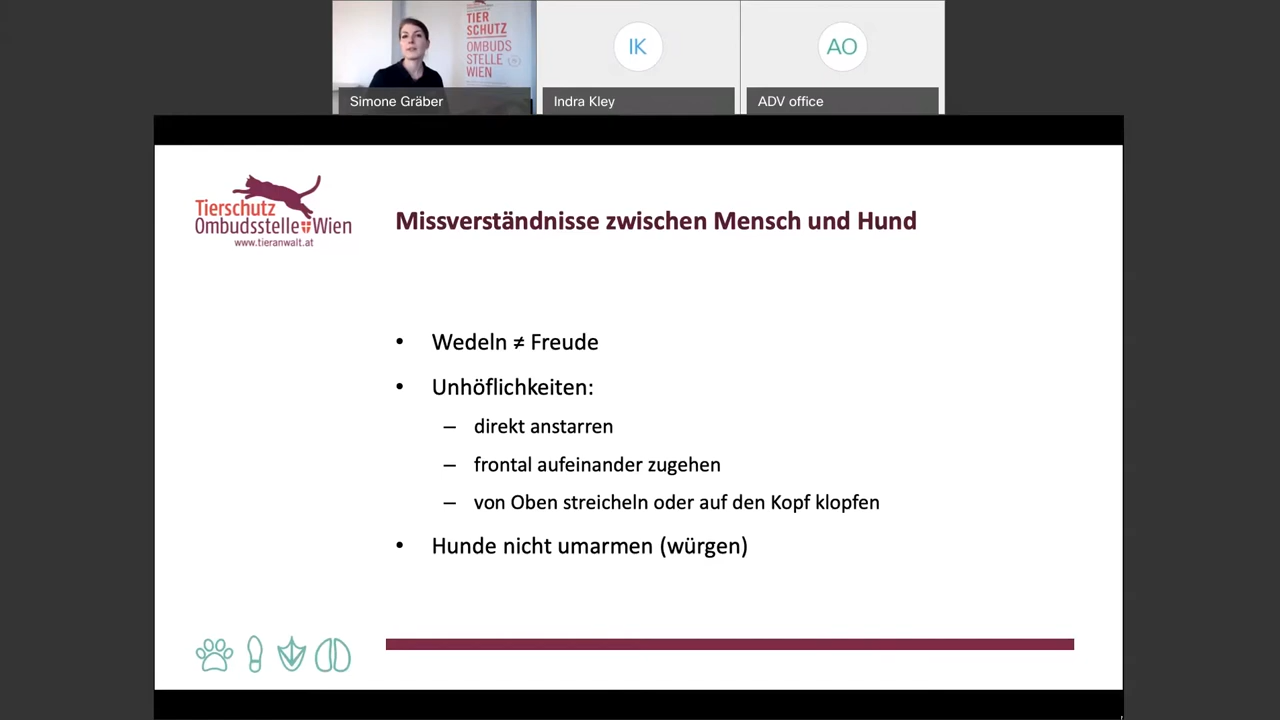 TIER
SCHUTZ
OMBUDS
STELLE
WIEN
IK
AO
Simone Gräber
Indra Kley
ADV office
Tierschutz
Ombudsstelle Wien
www.tieranwalt.at
Missverständnisse zwischen Mensch und Hund
• Wedeln ≠ Freude
• Unhöflichkeiten:
– direkt anstarren
– frontal aufeinander zugehen
– von Oben streicheln oder auf den Kopf klopfen
• Hunde nicht umarmen (würgen)